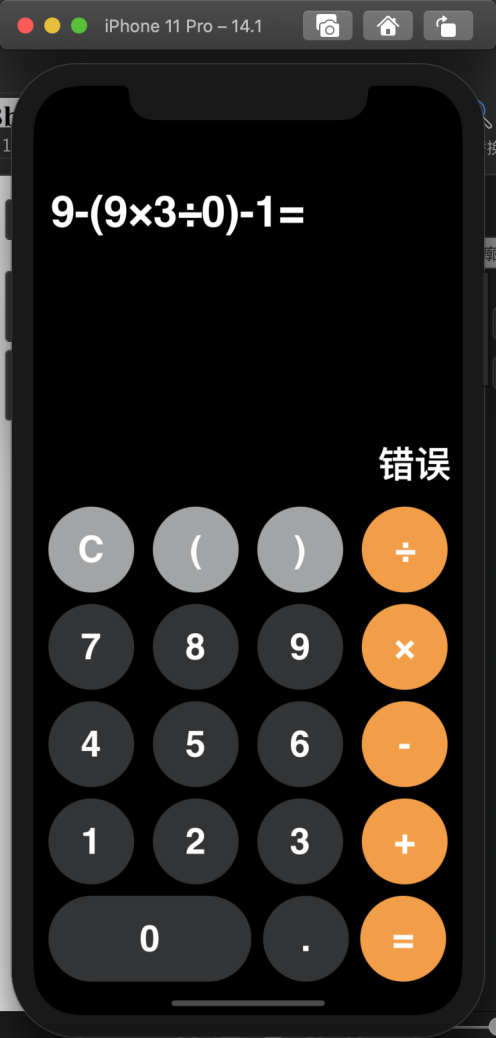 iPhone 11 Pro – 14.1
9-(9×3÷0)-1=
错误
C ( ) ÷
7 8 9 ×
4 5 6 -
1 2 3 +
0 . =